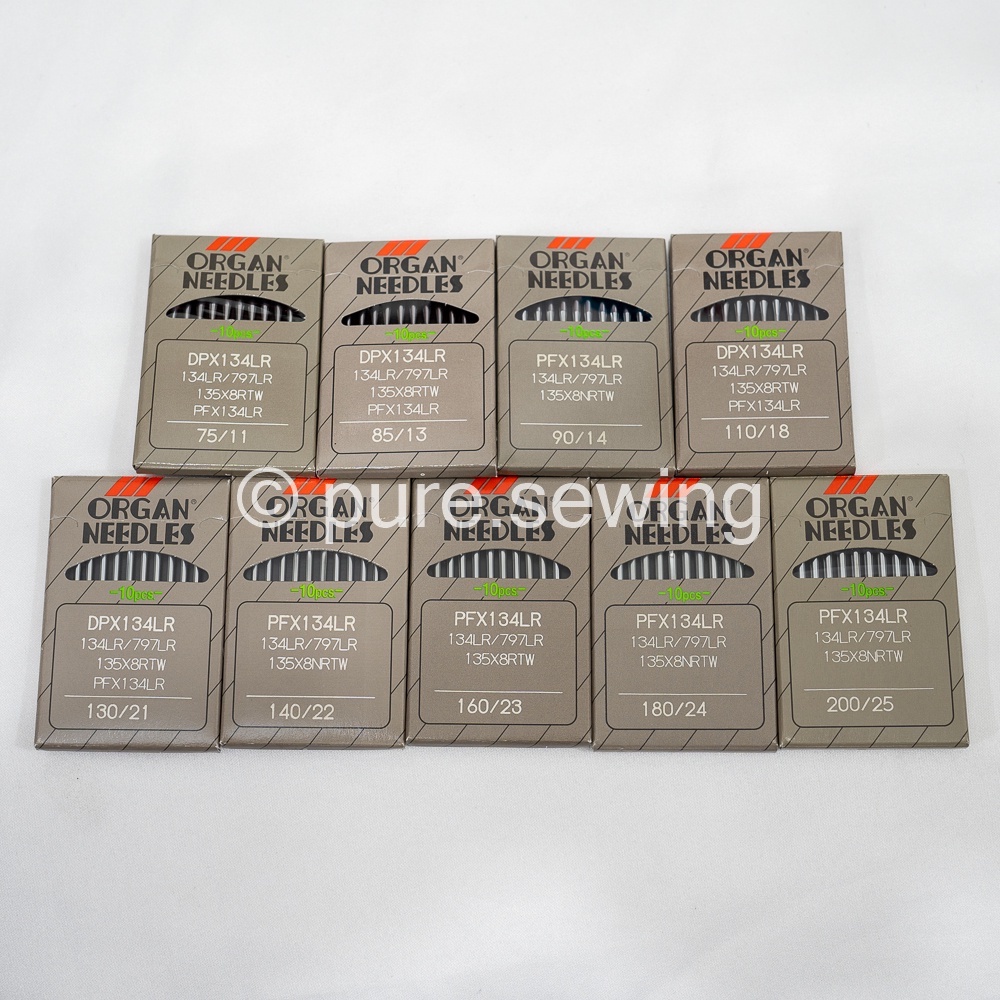 ORGAN®
NEEDLES
-10pcs-
DPX134LR
134LR/797LR
135X8RTW
PFX134LR
75/11
ORGAN®
NEEDLES
-10pcs-
DPX134LR
134LR/797LR
135X8RTW
PFX134LR
85/13
ORGAN®
NEEDLES
-10pcs-
PFX134LR
134LR/797LR
135X8NRTW
90/14
ORGAN®
NEEDLES
-10pcs-
DPX134LR
134LR/797LR
135X8RTW
PFX134LR
110/18
© pure.sewing
ORGAN®
NEEDLES
-10pcs-
DPX134LR
134LR/797LR
135X8RTW
PFX134LR
130/21
ORGAN
NEEDLES
-10pcs-
PFX134LR
134LR/797LR
135X8NRTW
140/22
ORGAN
NEEDLES
-10pcs-
PFX134LR
134LR/797LR
135X8RTW
160/23
ORGAN
NEEDLES
-10pcs-
PFX134LR
134LR/797LR
135X8NRTW
180/24
ORGAN®
NEEDLES
-10pcs-
PFX134LR
134LR/797LR
135X8NRTW
200/25